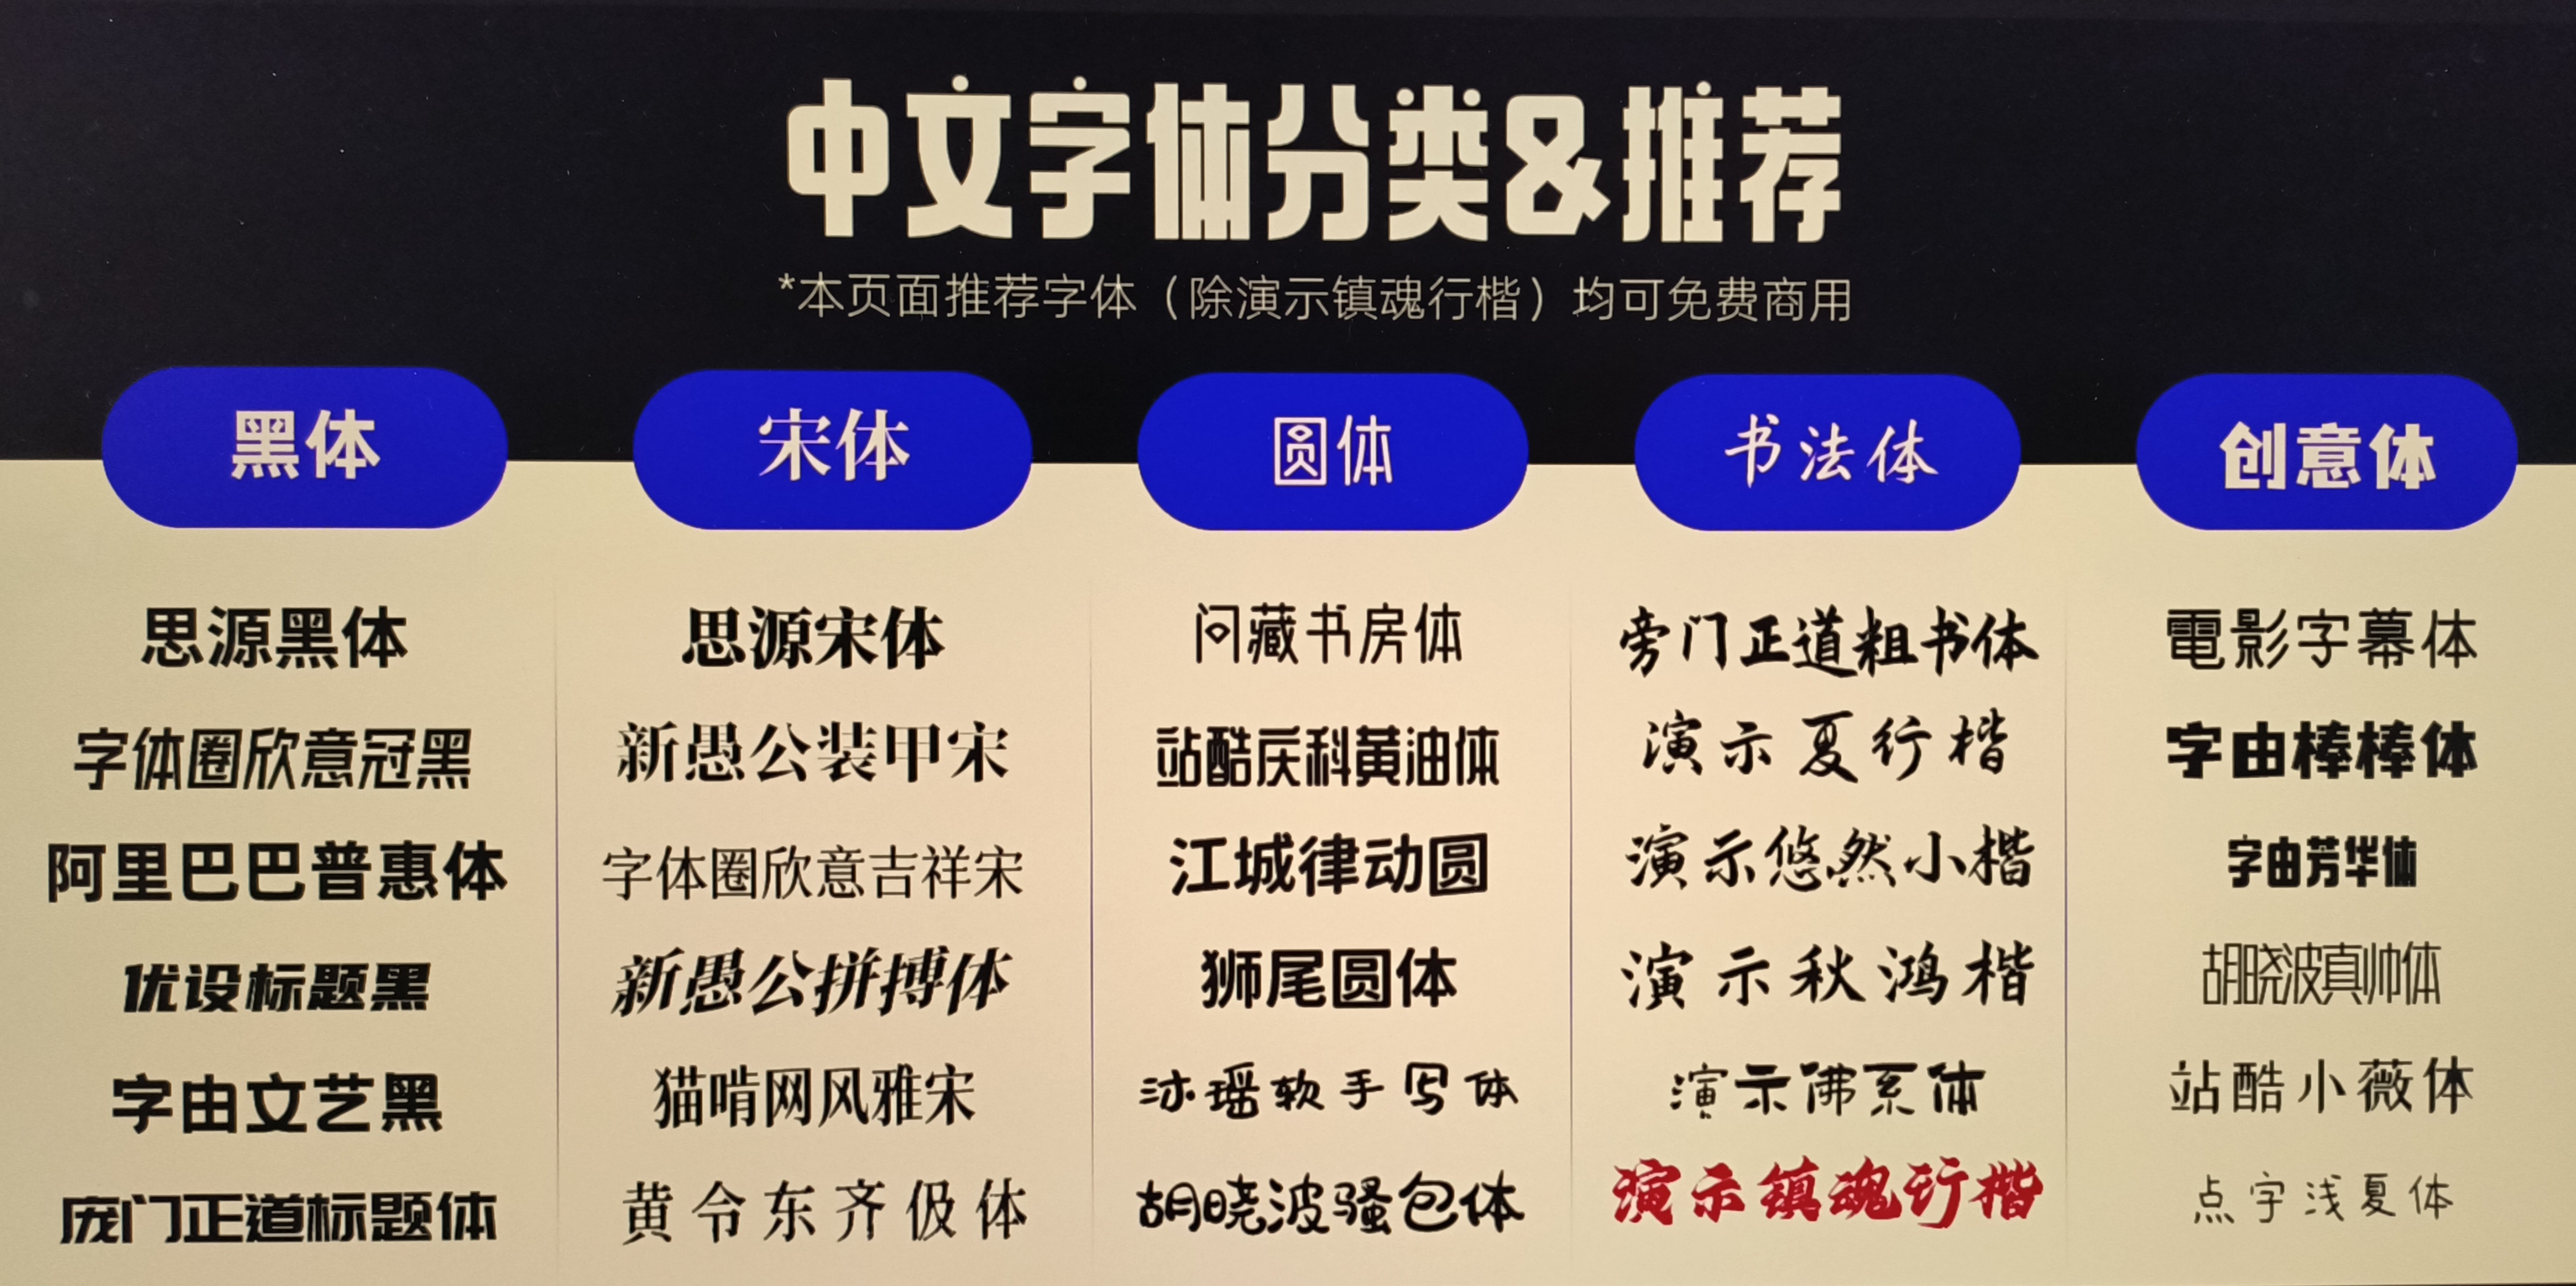 中文字体分类&推荐
*本页面推荐字体（除演示镇魂行楷）均可免费商用
黑体
思源黑体
字体圈欣意冠黑
阿里巴巴普惠体
优设标题黑
字由文艺黑
庞门正道标题体
宋体
思源宋体
新愚公装甲宋
字体圈欣意吉祥宋
新愚公拼搏体
猫啃网风雅宋
黄令东齐伋体
圆体
问藏书房体
站酷庆科黄油体
江城律动圆
狮尾圆体
沐瑶软手写体
胡晓波骚包体
书法体
旁门正道粗书体
演示夏行楷
演示悠然小楷
演示秋鸿楷
演示佛系体
演示镇魂行楷
创意体
電影字幕体
字由棒棒体
字由芳华体
胡晓波真帅体
站酷小薇体
点字浅夏体